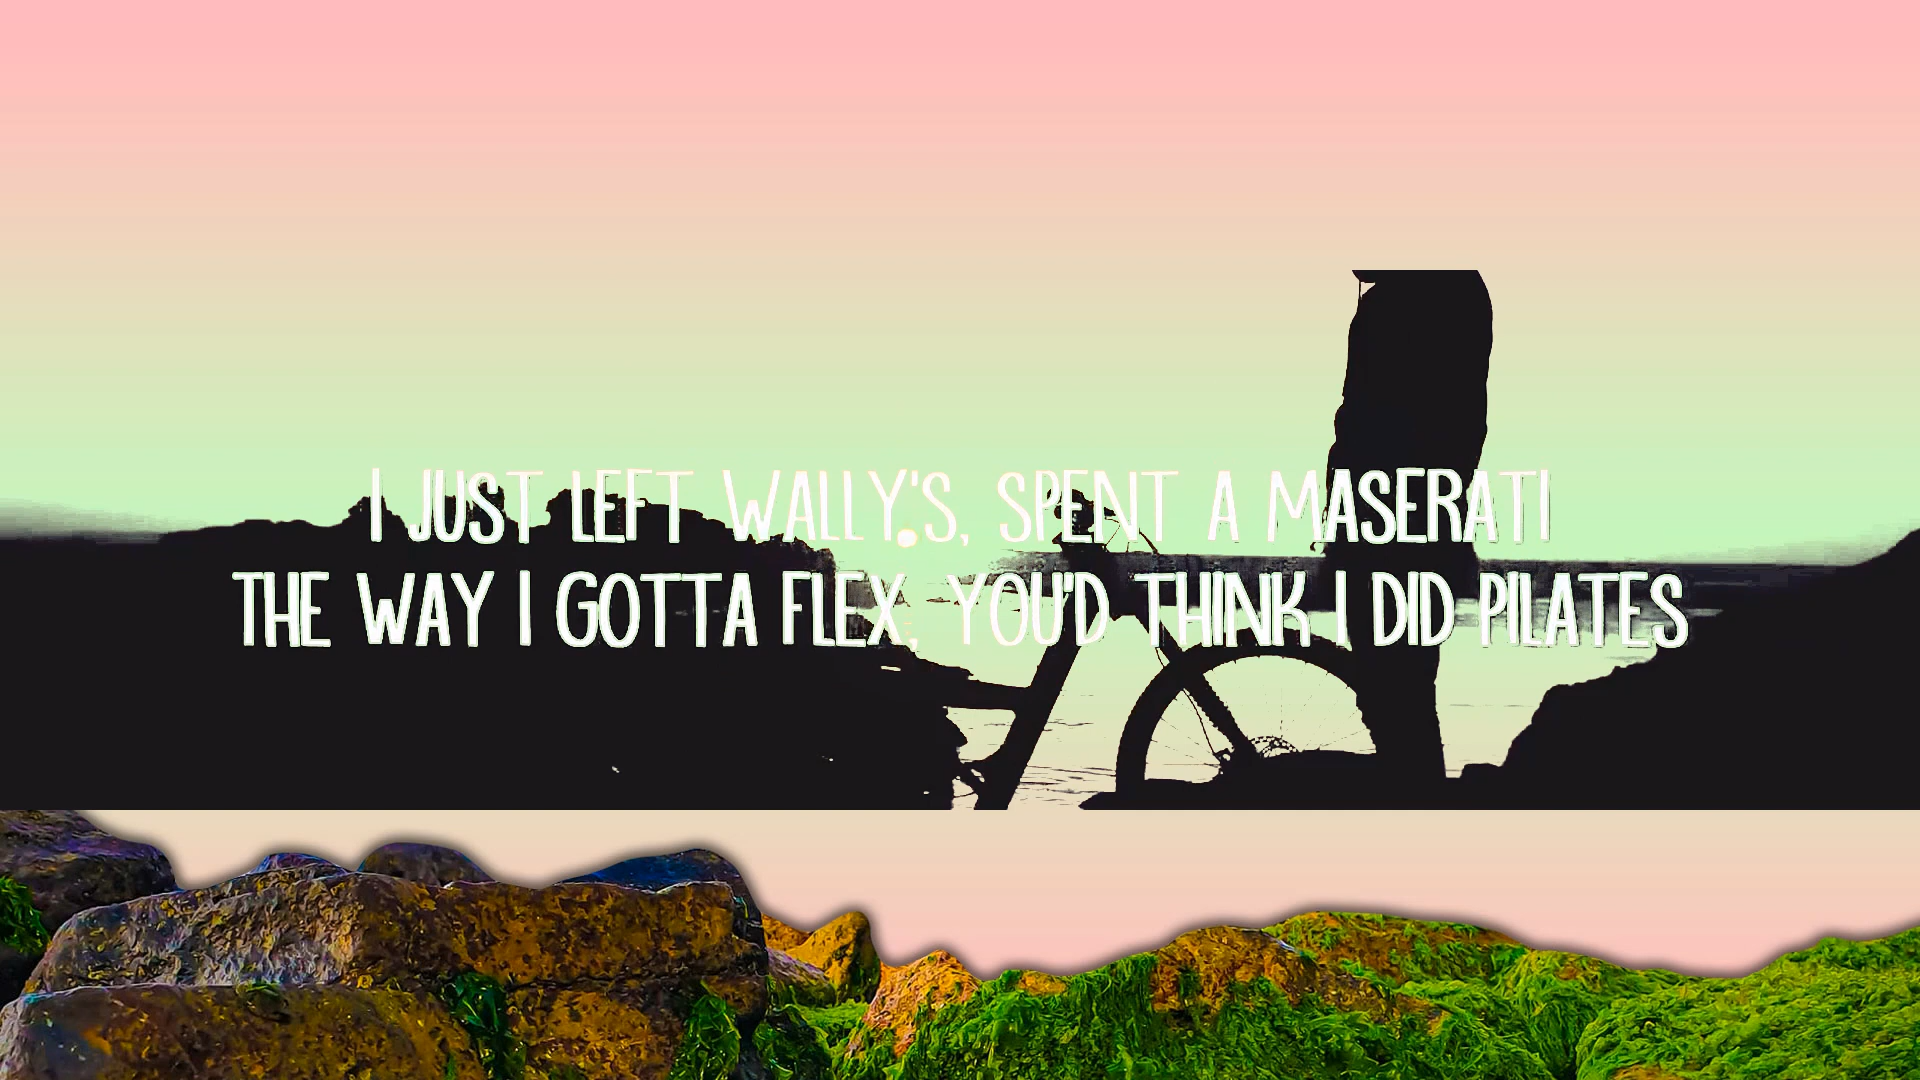 I JUST LEFT WALLY'S, SPENT A MASERATI
THE WAY I GOTTA FLEX, YOU'D THINK I DID PILATES